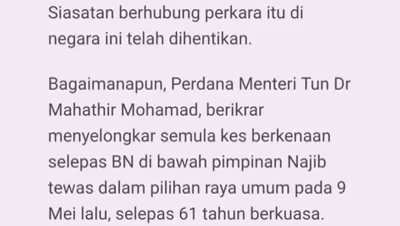 Siasatan berhubung perkara itu di
negara ini telah dihentikan.
Bagaimanapun, Perdana Menteri Tun Dr
Mahathir Mohamad, berikrar
menyelongkar semula kes berkenaan
selepas BN di bawah pimpinan Najib
tewas dalam pilihan raya umum pada 9
Mei lalu, selepas 61 tahun berkuasa.